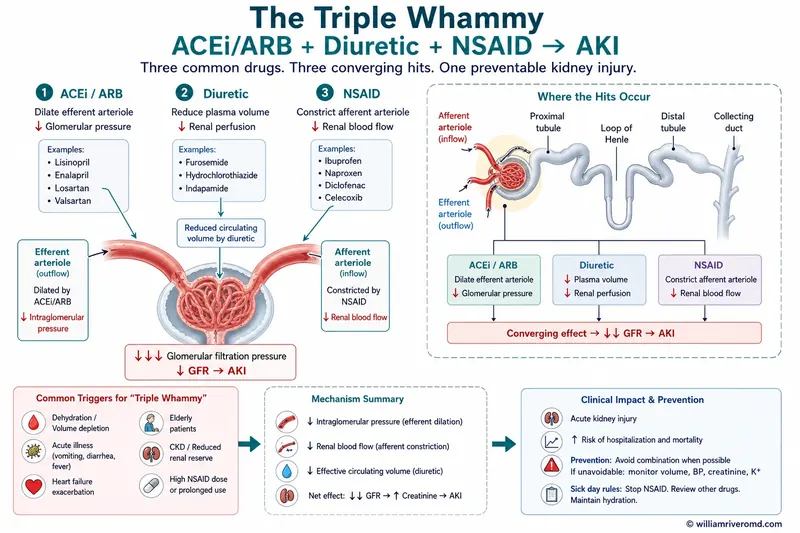 The Triple Whammy
ACEi/ARB + Diuretic + NSAID → AKI
Three common drugs. Three converging hits. One preventable kidney injury.
1 ACEi / ARB
Dilate efferent arteriole
↓ Glomerular pressure
Examples:
• Lisinopril
• Enalapril
• Losartan
• Valsartan
2 Diuretic
Reduce plasma volume
↓ Renal perfusion
Examples:
• Furosemide
• Hydrochlorothiazide
• Indapamide
3 NSAID
Constrict afferent arteriole
↓ Renal blood flow
Examples:
• Ibuprofen
• Naproxen
• Diclofenac
• Celecoxib
Reduced circulating
volume by diuretic
Efferent
arteriole
(outflow)
Dilated by
ACEi/ARB
↓ Intraglomerular
pressure
Afferent
arteriole
(inflow)
Constricted by
NSAID
↓ Renal blood flow
↓↓↓ Glomerular filtration pressure
↓ GFR → AKI
Where the Hits Occur
Afferent
arteriole
(inflow)
Proximal
tubule
Loop of
Henle
Distal
tubule
Collecting
duct
Efferent
arteriole
(outflow)
ACEi / ARB
Dilate efferent arteriole
↓ Glomerular pressure
Diuretic
↓ Plasma volume
↓ Renal perfusion
NSAID
Constrict afferent arteriole
↓ Renal blood flow
Converging effect → ↓↓ GFR → AKI
Common Triggers for "Triple Whammy"
Dehydration /
Volume depletion
Acute illness
(vomiting, diarrhea,
fever)
Heart failure
exacerbation
Elderly
patients
CKD / Reduced
renal reserve
High NSAID dose
or prolonged use
Mechanism Summary
↓ Intraglomerular pressure (efferent dilation)
↓ Renal blood flow (afferent constriction)
↓ Effective circulating volume (diuretic)
Net effect: ↓↓ GFR → ↑ Creatinine → AKI
Clinical Impact & Prevention
Acute kidney injury
↑ Risk of hospitalization and mortality
Prevention: Avoid combination when possible
If unavoidable: monitor volume, BP, creatinine, K⁺
Sick day rules: Stop NSAID. Review other drugs.
Maintain hydration.
© williamriveromd.com